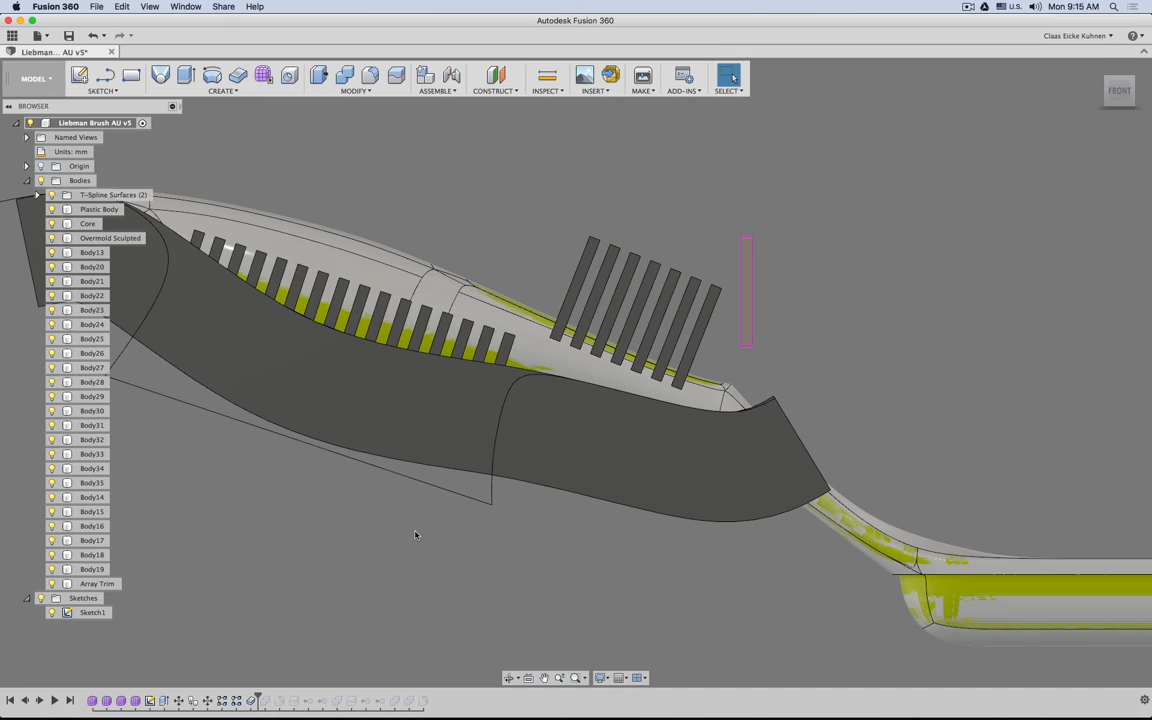 Fusion 360 File Edit View Window Share Help U.S. Mon 9:15 AM
Autodesk Fusion 360
Claas Eicke Kuhnen
Liebman... AU v5*
MODEL
SKETCH CREATE MODIFY ASSEMBLE CONSTRUCT INSPECT INSERT MAKE ADD-INS SELECT
FRONT
BROWSER
Liebman Brush AU v5
Named Views
Units: mm
Origin
Bodies
T-Spline Surfaces (2)
Plastic Body
Core
Overmold Sculpted
Body13
Body20
Body21
Body22
Body23
Body24
Body25
Body26
Body27
Body28
Body29
Body30
Body31
Body32
Body33
Body34
Body35
Body14
Body15
Body16
Body17
Body18
Body19
Array Trim
Sketches
Sketch1